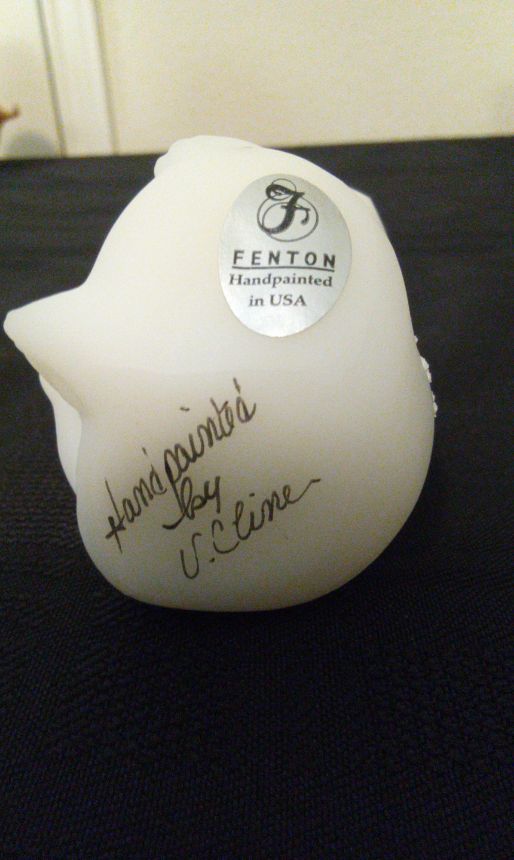 F
FENTON
Handpainted
in USA
Handpainted
by
V. Cline